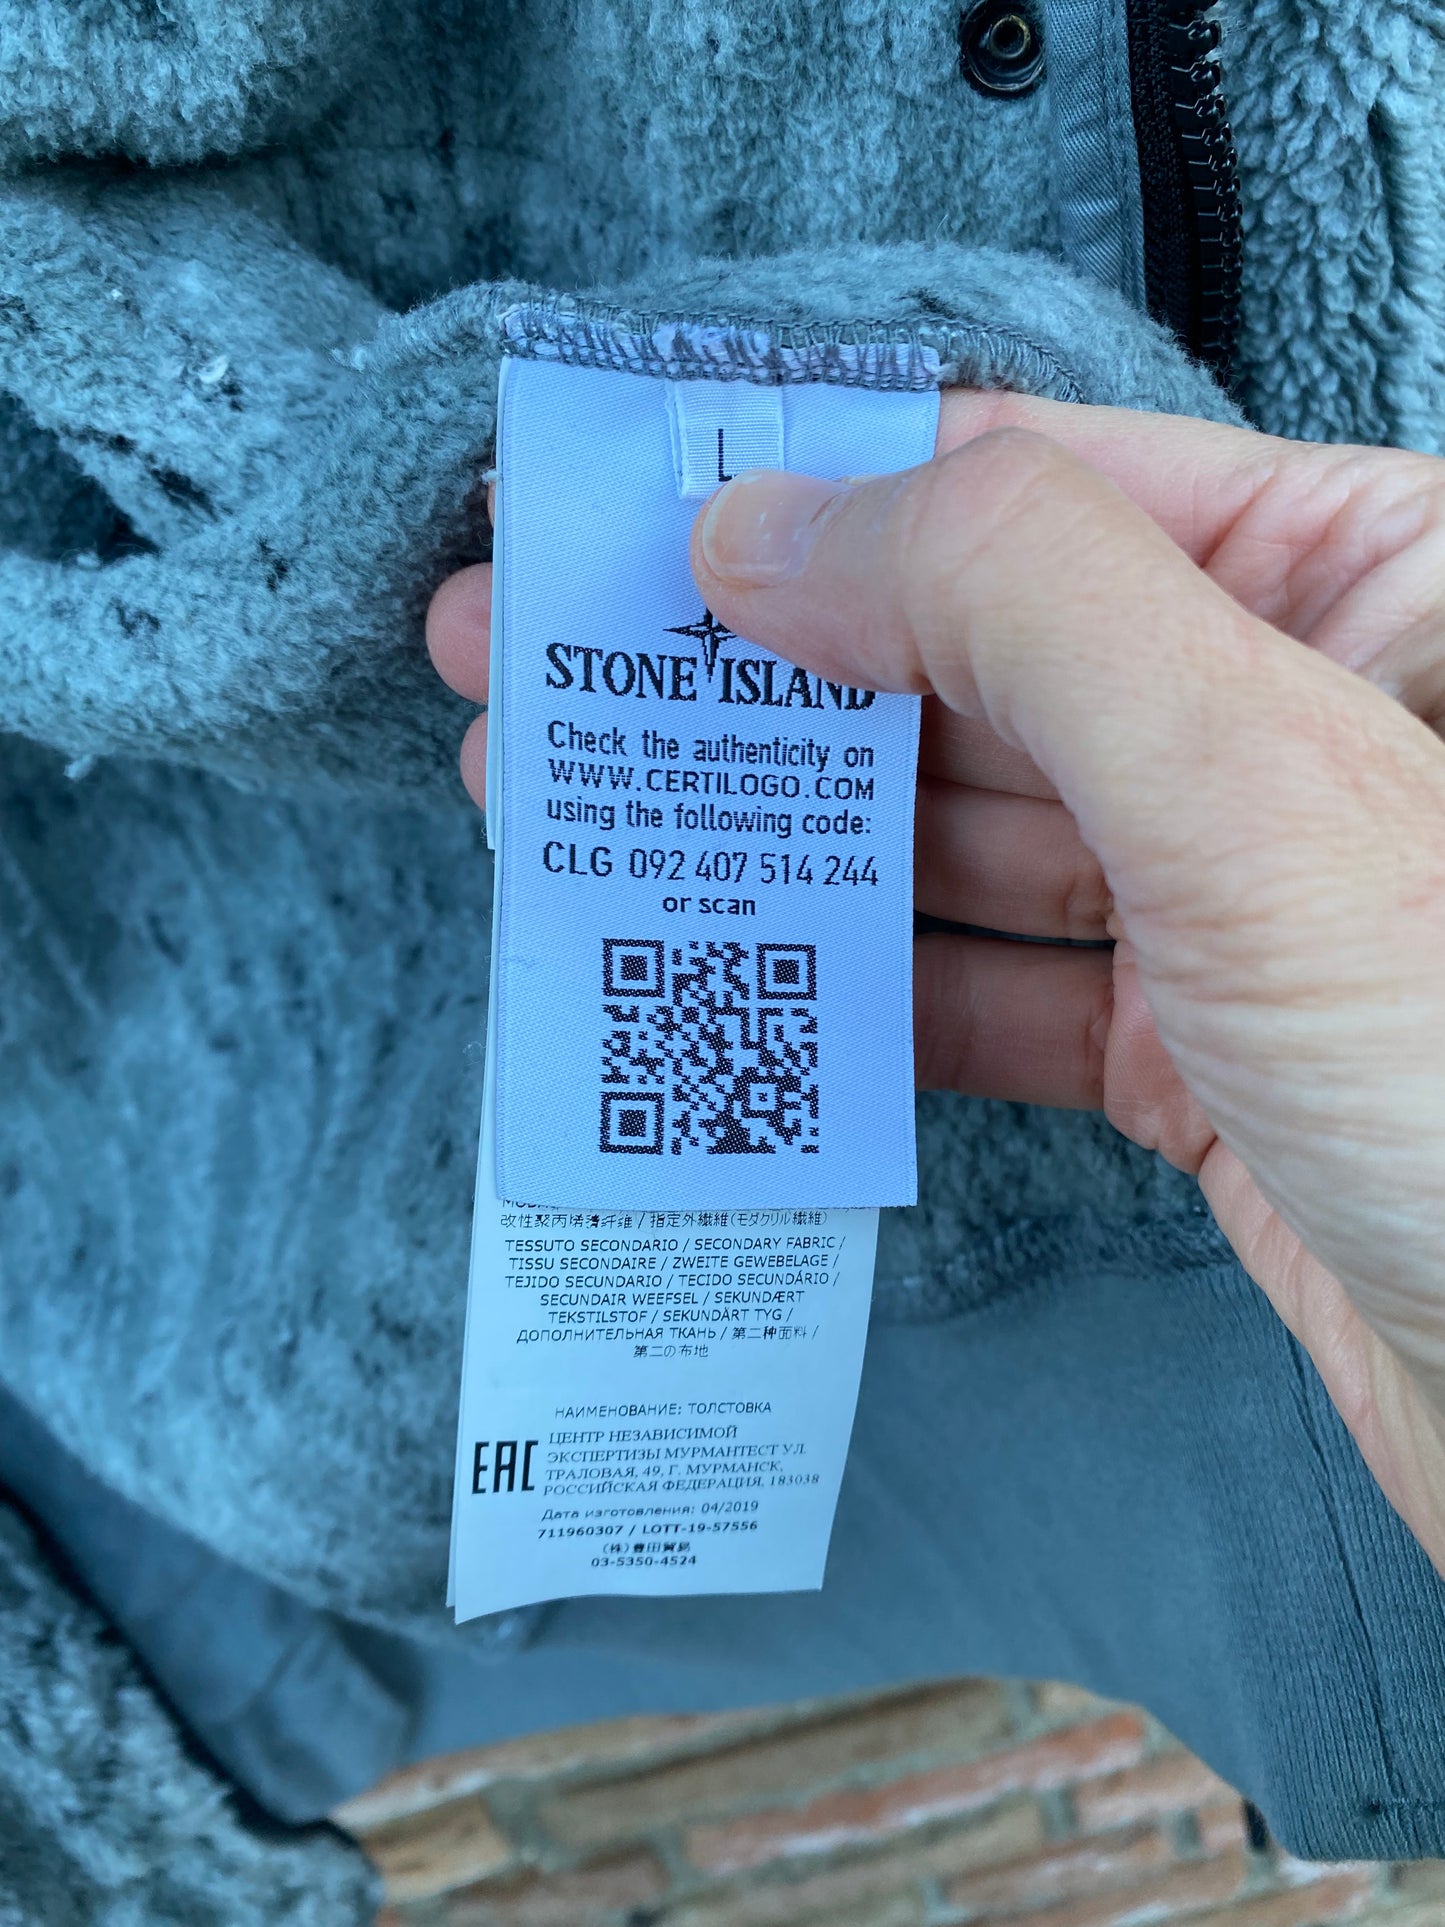 L
STONE ISLAND
Check the authenticity on
WWW.CERTILOGO.COM
using the following code:
CLG 092 407 514 244
or scan
改性聚丙烯腈纤维 / 指定外繊維(モダクリル繊維)
TESSUTO SECONDARIO / SECONDARY FABRIC /
TISSU SECONDAIRE / ZWEITE GEWEBELAGE /
TEJIDO SECUNDARIO / TECIDO SECUNDÁRIO /
SECUNDAIR WEEFSEL / SEKUNDÆRT
TEKSTILSTOF / SEKUNDÄRT TYG /
ДОПОЛНИТЕЛЬНАЯ ТКАНЬ / 第二种面料 /
第二の布地
НАИМЕНОВАНИЕ: ТОЛСТОВКА
EAC
ЦЕНТР НЕЗАВИСИМОЙ
ЭКСПЕРТИЗЫ МУРМАНТЕСТ УЛ.
ТРАЛОВАЯ, 49, Г. МУРМАНСК,
РОССИЙСКАЯ ФЕДЕРАЦИЯ, 183038
Дата изготовления: 04/2019
711960307 / LOTT-19-57556
(株)豊田貿易
03-5350-4524